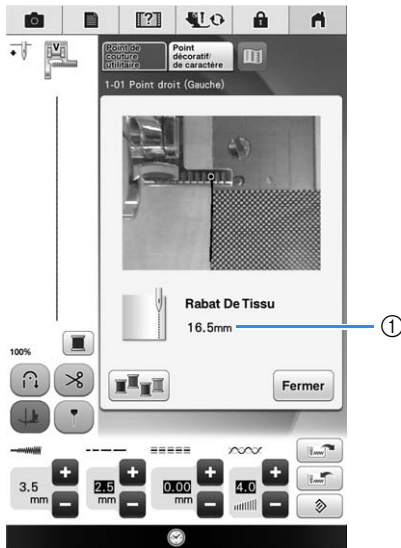 [?]
V
Point de
couture
utilitaire
Point
décoratif/
de caractère
1-01 Point droit (Gauche)
Rabat De Tissu
16.5mm
①
100%
Fermer
3.5
mm
2.5
mm
0.00
mm
4.0